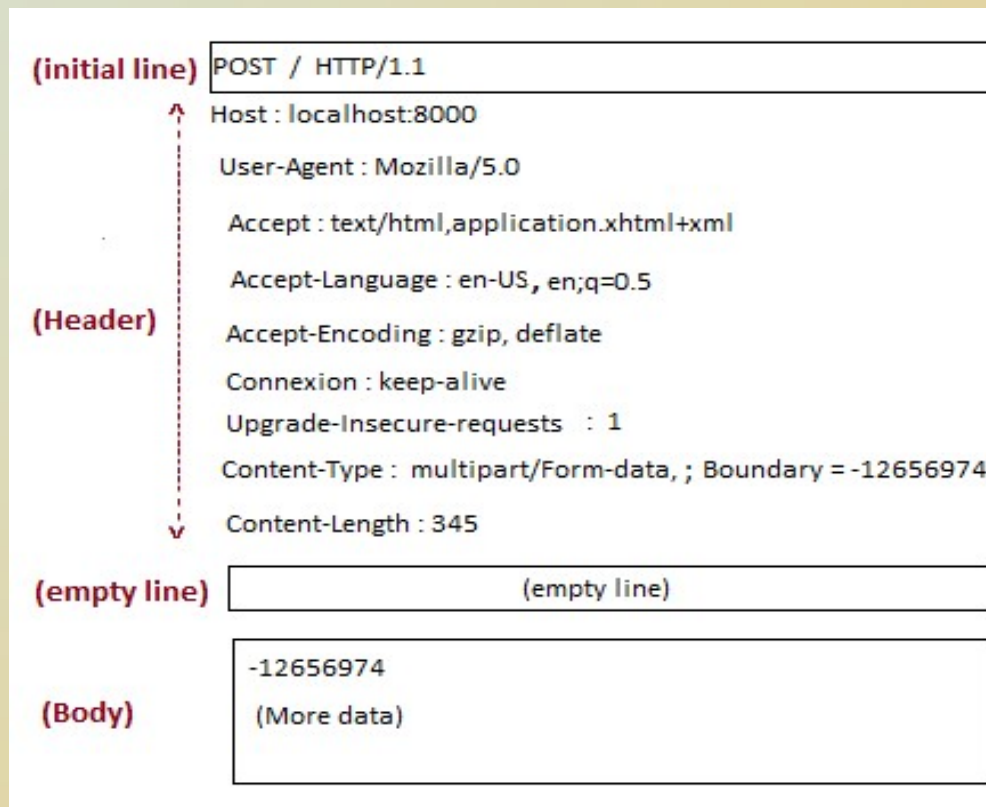 (initial line) POST / HTTP/1.1
Host : localhost:8000
User-Agent : Mozilla/5.0
Accept : text/html,application.xhtml+xml
Accept-Language : en-US, en;q=0.5
(Header)
Accept-Encoding : gzip, deflate
Connexion : keep-alive
Upgrade-Insecure-requests : 1
Content-Type : multipart/Form-data, ; Boundary = -12656974
Content-Length : 345
(empty line) (empty line)
-12656974
(Body) (More data)